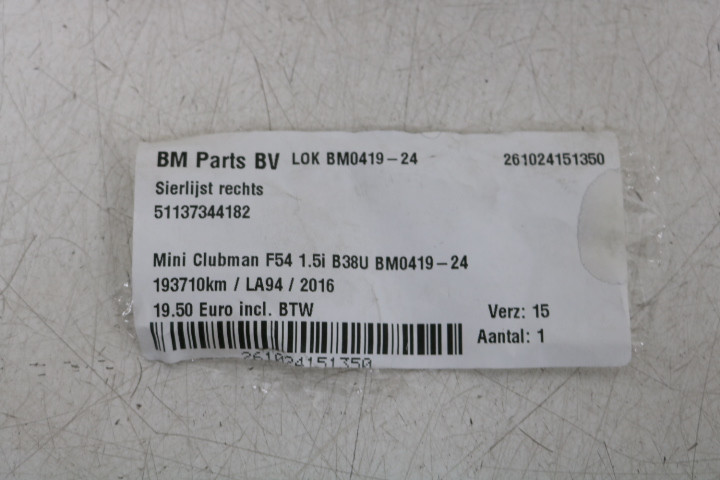 BM Parts BV LOK BM0419-24 261024151350
Sierlijst rechts
51137344182
Mini Clubman F54 1.5i B38U BM0419-24
193710km / LA94 / 2016
19.50 Euro incl. BTW Verz: 15
Aantal: 1
261024151350